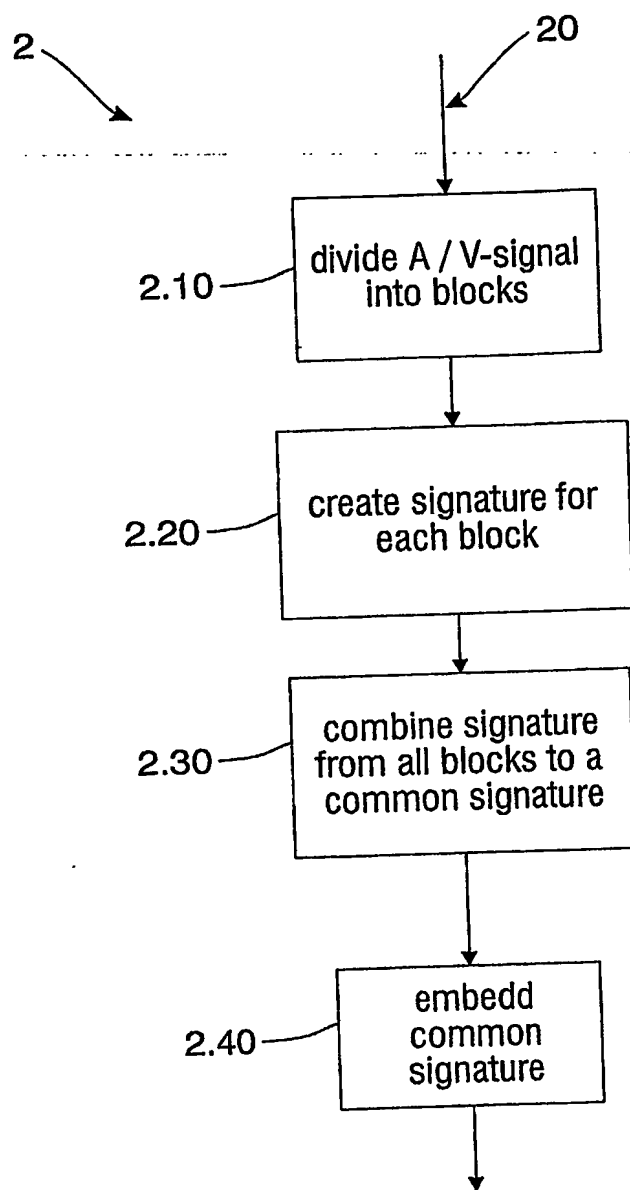 2
20
2.10
divide A / V-signal
into blocks
2.20
create signature for
each block
2.30
combine signature
from all blocks to a
common signature
2.40
embedd
common
signature